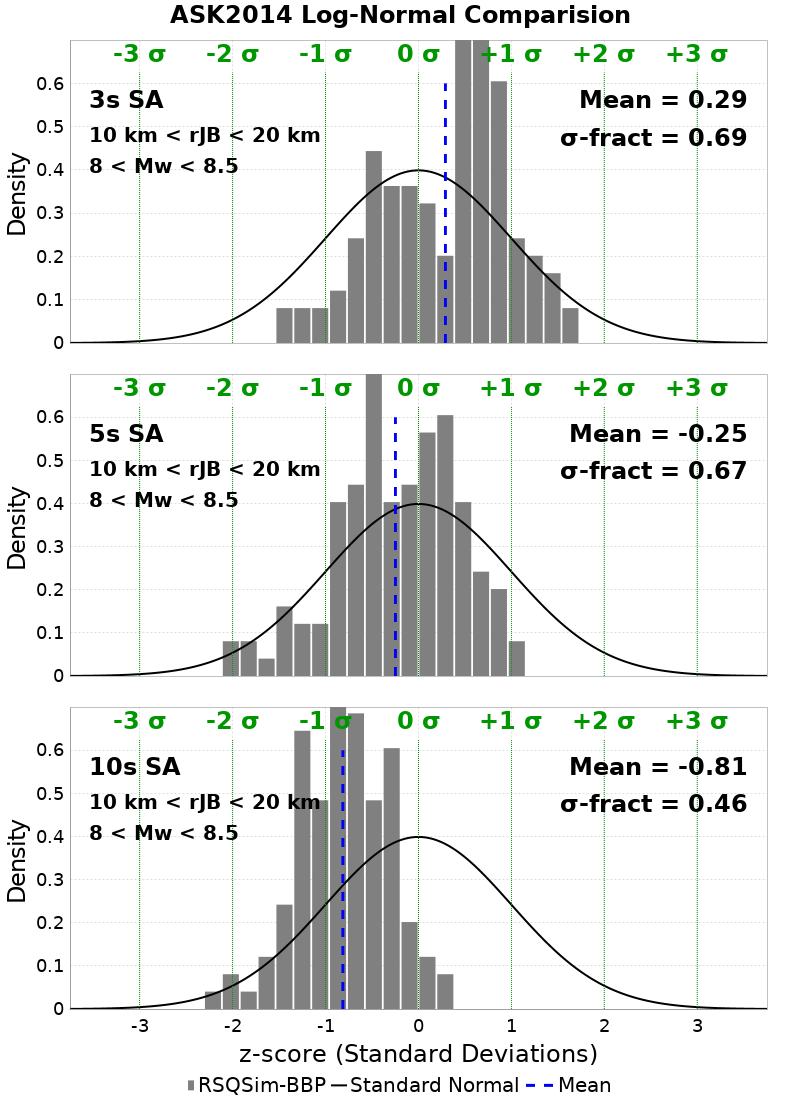 ASK2014 Log-Normal Comparision
-3 σ -2 σ -1 σ 0 σ +1 σ +2 σ +3 σ
3s SA
Mean = 0.29
10 km < rJB < 20 km
σ-fract = 0.69
8 < Mw < 8.5
Density
0.6
0.5
0.4
0.3
0.2
0.1
0
-3 σ -2 σ -1 σ 0 σ +1 σ +2 σ +3 σ
5s SA
Mean = -0.25
10 km < rJB < 20 km
σ-fract = 0.67
8 < Mw < 8.5
Density
0.6
0.5
0.4
0.3
0.2
0.1
0
-3 σ -2 σ -1 σ 0 σ +1 σ +2 σ +3 σ
10s SA
Mean = -0.81
10 km < rJB < 20 km
σ-fract = 0.46
8 < Mw < 8.5
Density
0.6
0.5
0.4
0.3
0.2
0.1
0
-3 -2 -1 0 1 2 3
z-score (Standard Deviations)
RSQSim-BBP Standard Normal Mean